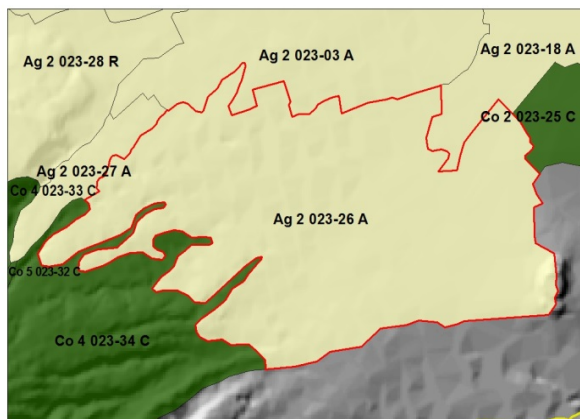 Ag 2 023-18 A
Ag 2 023-03 A
Ag 2 023-28 R
Co 2 023-25 C
Ag 2 023-27 A
Co 4 023-33 C
Ag 2 023-26 A
Co 5 023-32 C
Co 4 023-34 C